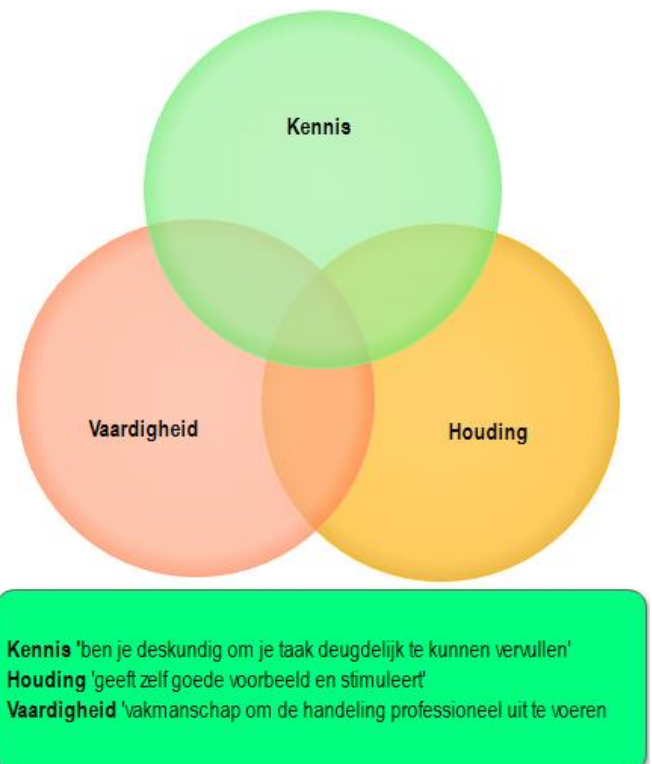 Kennis
Vaardigheid
Houding
Kennis 'ben je deskundig om je taak deugdelijk te kunnen vervullen'
Houding 'geeft zelf goede voorbeeld en stimuleert'
Vaardigheid 'vakmanschap om de handeling professioneel uit te voeren